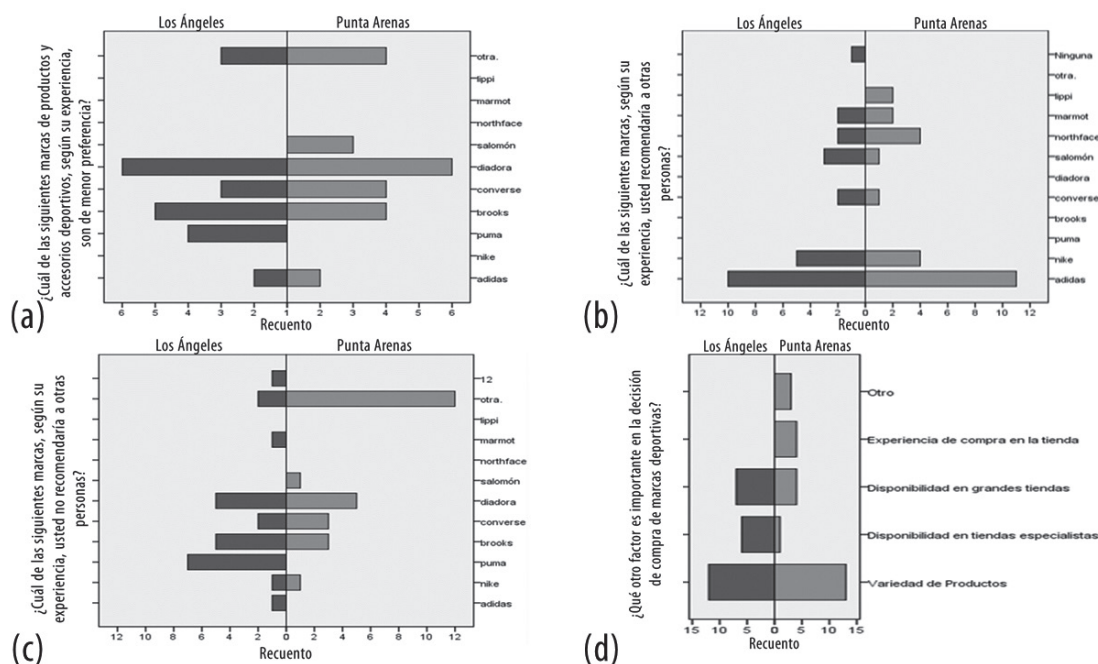 Los Ángeles
Punta Arenas
¿Cuál de las siguientes marcas de productos y
accesorios deportivos, según su experiencia,
son de menor preferencia?
otra.
lippi
marmot
northface
salomón
diadora
converse
brooks
puma
nike
adidas
6 5 4 3 2 1 2 3 4 5 6
Recuento
(a)
Los Ángeles
Punta Arenas
¿Cuál de las siguientes marcas, según su
experiencia, usted recomendaría a otras
personas?
Ninguna
otra.
lippi
marmot
northface
salomón
diadora
converse
brooks
puma
nike
adidas
12 10 8 6 4 2 0 2 4 6 8 10 12
Recuento
(b)
Los Ángeles
Punta Arenas
¿Cuál de las siguientes marcas, según su
experiencia, usted no recomendaría a otras
personas?
12
otra.
lippi
marmot
northface
salomón
diadora
converse
brooks
puma
nike
adidas
12 10 8 6 4 2 0 2 4 6 8 10 12
Recuento
(c)
Los Ángeles
Punta Arenas
¿Qué otro factor es importante en la decisión
de compra de marcas deportivas?
Otro
Experiencia de compra en la tienda
Disponibilidad en grandes tiendas
Disponibilidad en tiendas especialistas
Variedad de Productos
15 10 5 0 5 10 15
Recuento
(d)